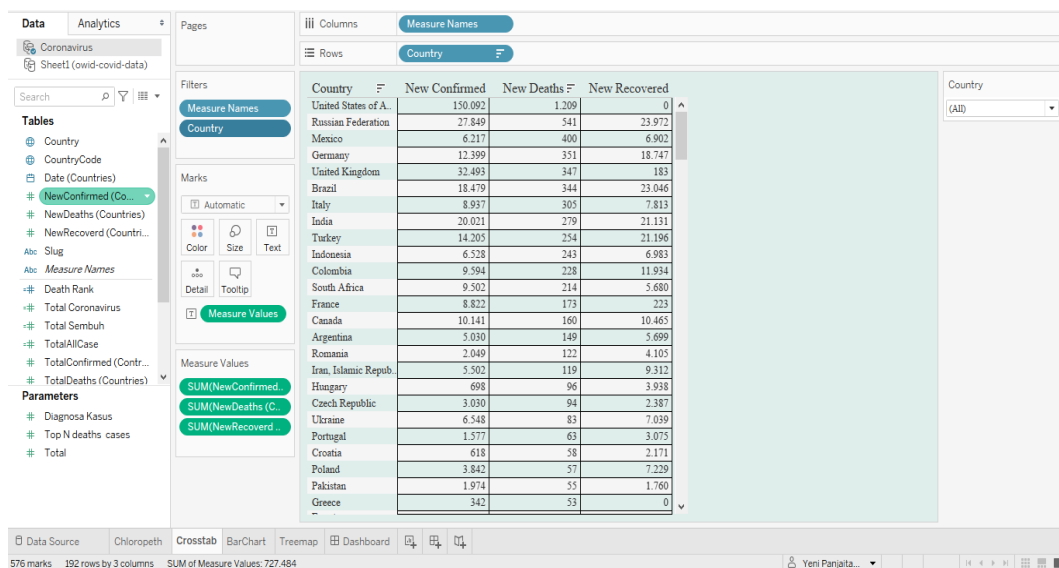 Data Analytics
Coronavirus
Sheet1 (owid-covid-data)
Search
Tables
Country
CountryCode
Date (Countries)
NewConfirmed (Co...
NewDeaths (Countries)
NewRecoverd (Countri...
Abc Slug
Abc Measure Names
Death Rank
Total Coronavirus
Total Sembuh
TotalAllCase
TotalConfirmed (Contr...
TotalDeaths (Countries)
Parameters
Diagnosa Kasus
Top N deaths cases
Total
Pages
Filters
Measure Names
Country
Marks
Automatic
Color Size Text
Detail Tooltip
Measure Values
Measure Values
SUM(NewConfirmed..
SUM(NewDeaths (C..
SUM(NewRecoverd ..
Columns Measure Names
Rows Country
Country New Confirmed New Deaths New Recovered
United States of A.. 150.092 1.209 0
Russian Federation 27.849 541 23.972
Mexico 6.217 400 6.902
Germany 12.399 351 18.747
United Kingdom 32.493 347 183
Brazil 18.479 344 23.046
Italy 8.937 305 7.813
India 20.021 279 21.131
Turkey 14.205 254 21.196
Indonesia 6.528 243 6.983
Colombia 9.594 228 11.934
South Africa 9.502 214 5.680
France 8.822 173 223
Canada 10.141 160 10.465
Argentina 5.030 149 5.699
Romania 2.049 122 4.105
Iran, Islamic Repub.. 5.502 119 9.312
Hungary 698 96 3.938
Czech Republic 3.030 94 2.387
Ukraine 6.548 83 7.039
Portugal 1.577 63 3.075
Croatia 618 58 2.171
Poland 3.842 57 7.229
Pakistan 1.974 55 1.760
Greece 342 53 0
Country
(All)
Data Source Chloropeth Crosstab BarChart Treemap Dashboard
576 marks 192 rows by 3 columns SUM of Measure Values: 727.484 Yeni Panjaita...